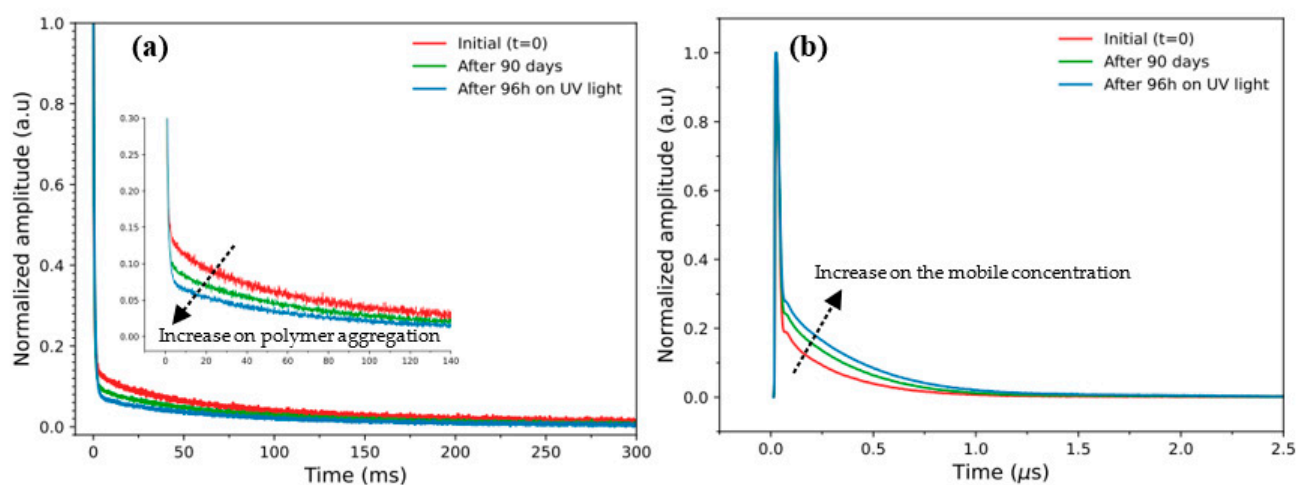 (a)
Initial (t=0)
After 90 days
After 96h on UV light
Normalized amplitude (a.u)
1.0
0.8
0.6
0.4
0.2
0.0
0.30
0.25
0.20
0.15
0.10
0.05
0.00
Increase on polymer aggregation
0 20 40 60 80 100 120 140
0 50 100 150 200 250 300
Time (ms)
(b)
Initial (t=0)
After 90 days
After 96h on UV light
Normalized amplitude (a.u)
1.0
0.8
0.6
0.4
0.2
0.0
Increase on the mobile concentration
0.0 0.5 1.0 1.5 2.0 2.5
Time (μs)